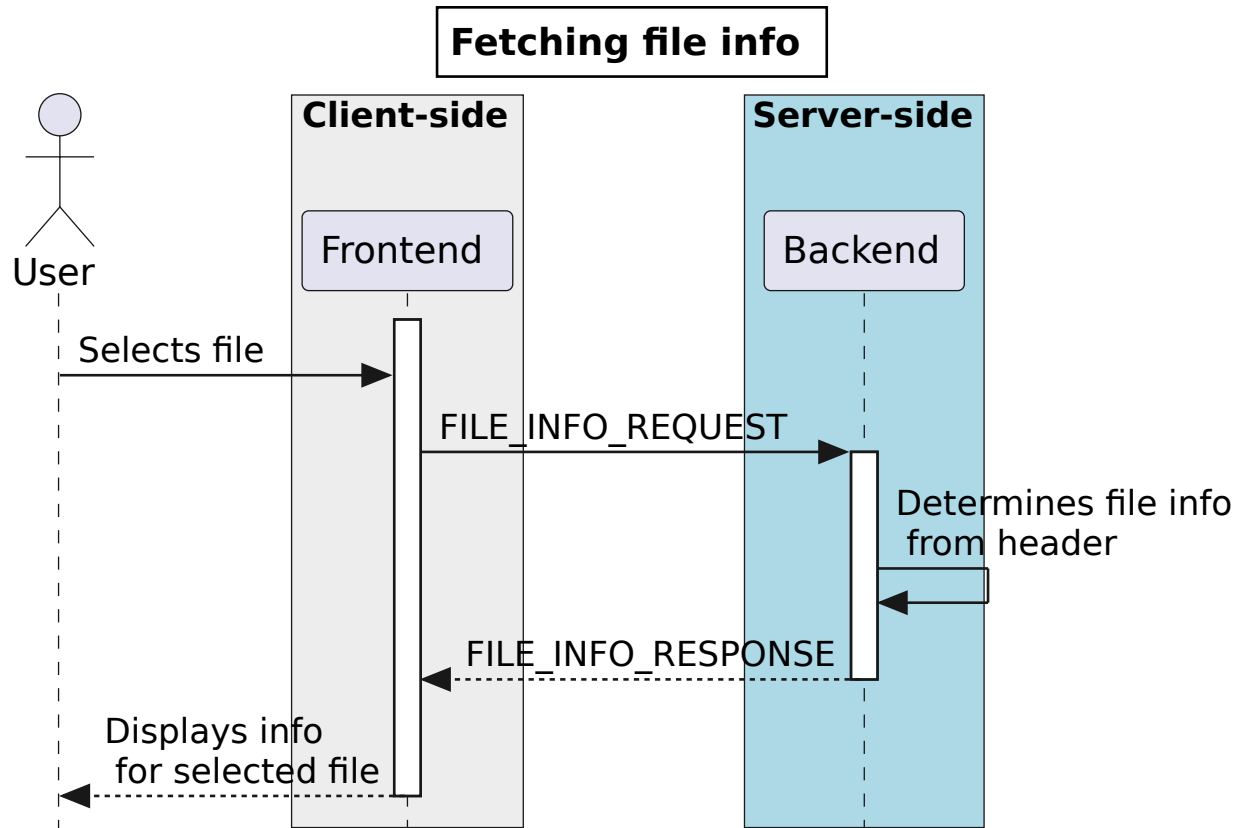 Fetching file info
Client-side
Server-side
User
Frontend
Backend
Selects file
FILE_INFO_REQUEST
Determines file info
from header
FILE_INFO_RESPONSE
Displays info
for selected file